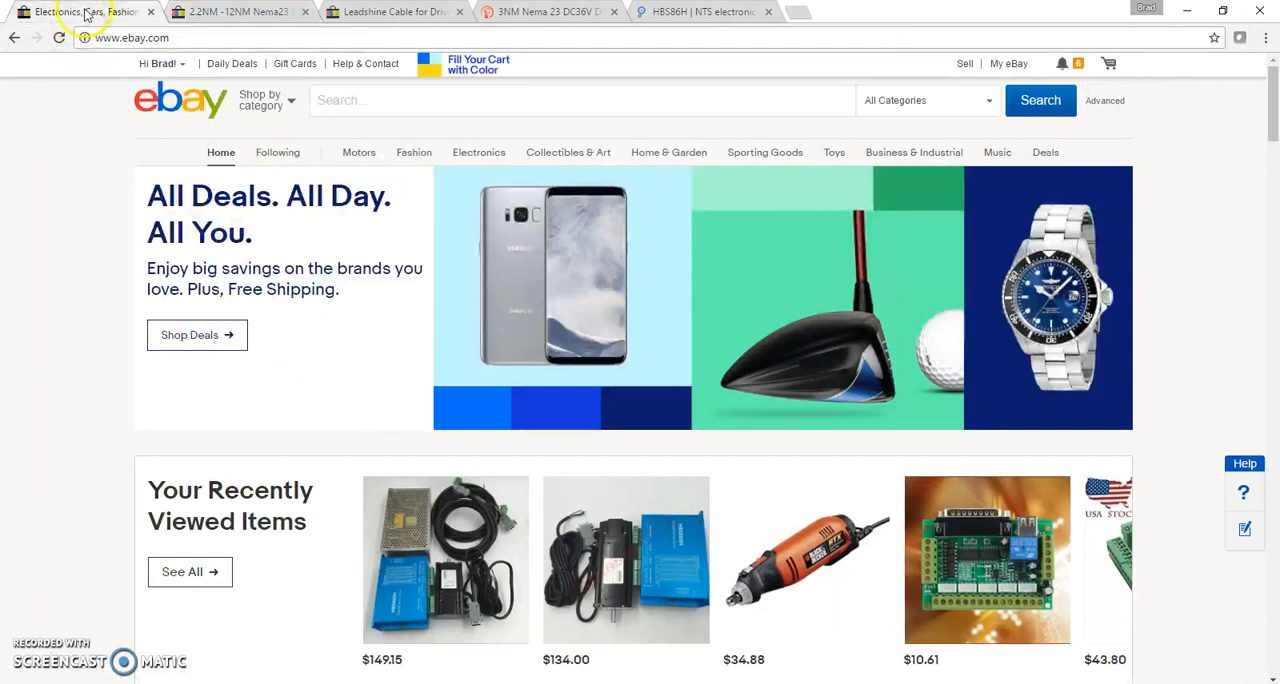 Electronics, Cars, Fashion
2.2NM -12NM Nema23
Leadshine Cable for Driv
3NM Nema 23 DC36V D
HBS86H | NTS electronic
Brad
www.ebay.com
Hi Brad!
Daily Deals
Gift Cards
Help & Contact
Fill Your Cart
with Color
Sell
My eBay
6
ebay
Shop by
category
Search...
All Categories
Search
Advanced
Home
Following
Motors
Fashion
Electronics
Collectibles & Art
Home & Garden
Sporting Goods
Toys
Business & Industrial
Music
Deals
All Deals. All Day.
All You.
Enjoy big savings on the brands you
love. Plus, Free Shipping.
Shop Deals →
SAMSUNG
Your Recently
Viewed Items
See All →
USA STOC
$149.15
$134.00
$34.88
$10.61
$43.80
Help
?
RECORDED WITH
SCREENCAST MATIC